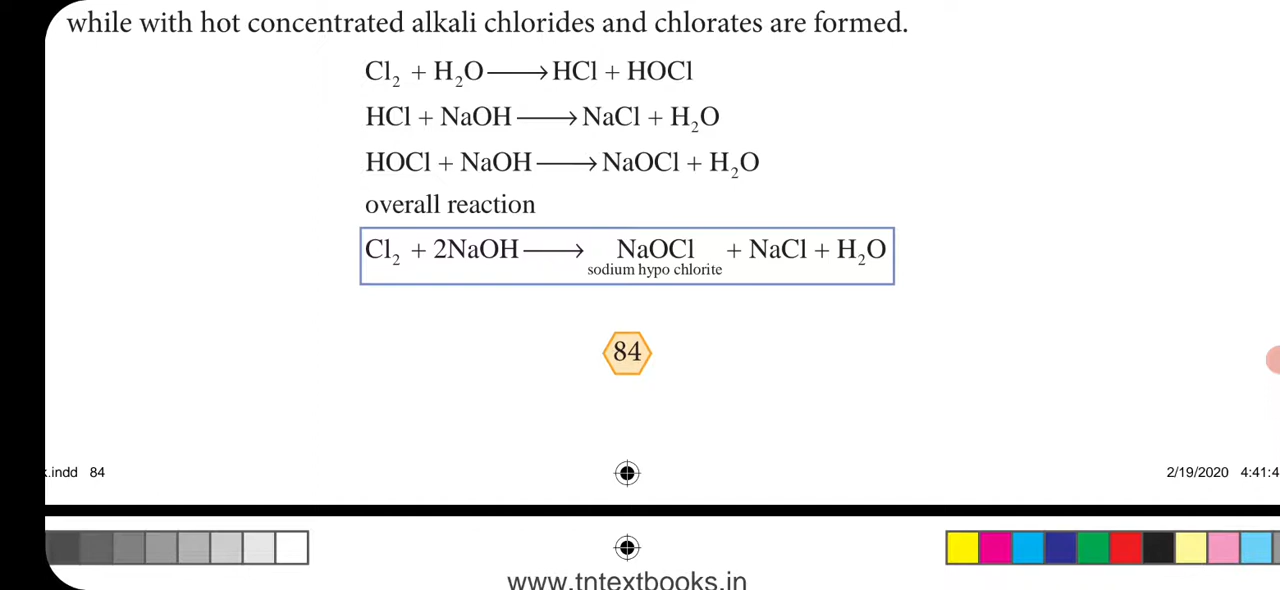 while with hot concentrated alkali chlorides and chlorates are formed.
Cl₂ + H₂O ⟶ HCl + HOCl
HCl + NaOH ⟶ NaCl + H₂O
HOCl + NaOH ⟶ NaOCl + H₂O
overall reaction
Cl₂ + 2NaOH ⟶ NaOCl + NaCl + H₂O
sodium hypo chlorite
84
.indd 84
2/19/2020 4:41:4
www.tntextbooks.in